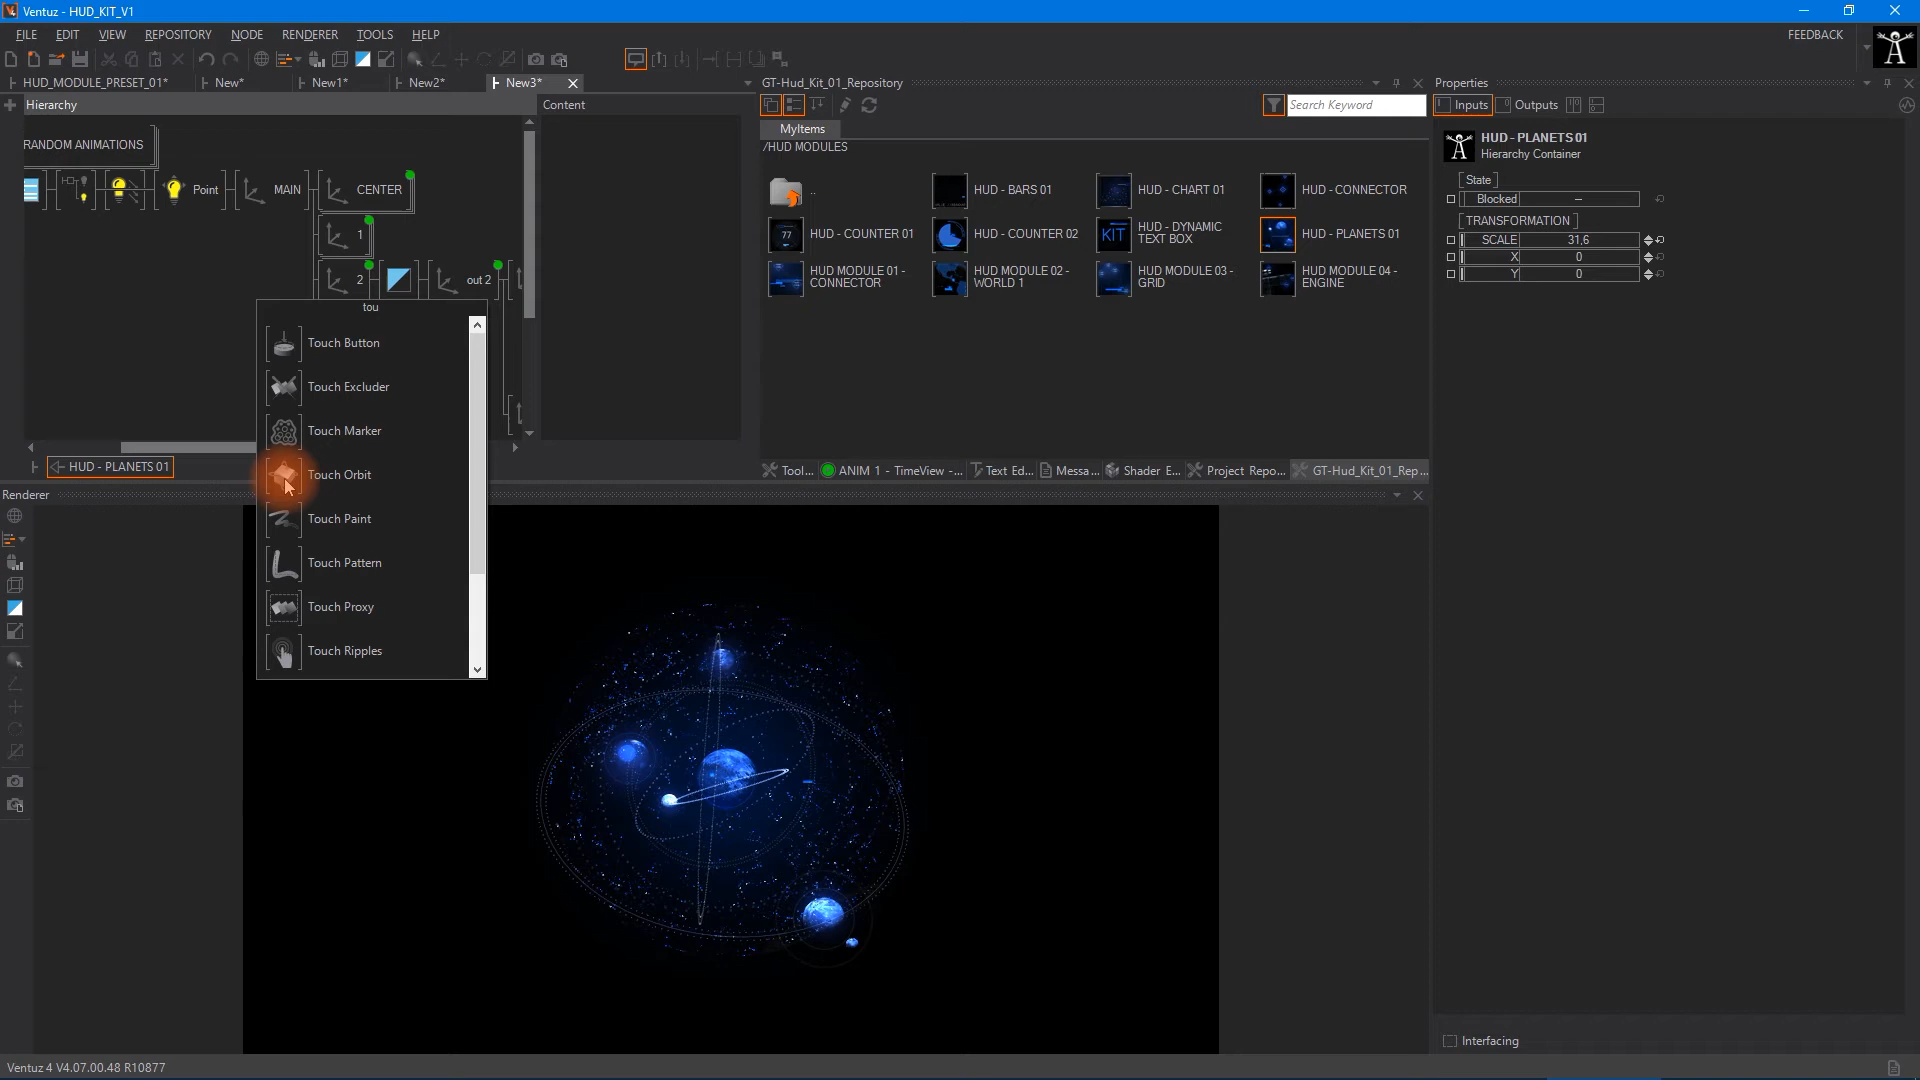 Ventuz - HUD_KIT_V1
FILE EDIT VIEW REPOSITORY NODE RENDERER TOOLS HELP
FEEDBACK
HUD_MODULE_PRESET_01* New* New1* New2* New3*
Hierarchy
Content
RANDOM ANIMATIONS
Point MAIN CENTER
1
2 out 2
tou
Touch Button
Touch Excluder
Touch Marker
Touch Orbit
Touch Paint
Touch Pattern
Touch Proxy
Touch Ripples
HUD - PLANETS 01
Renderer
GT-Hud_Kit_01_Repository
Search Keyword
MyItems
/HUD MODULES
..
HUD - BARS 01
HUD - CHART 01
HUD - CONNECTOR
77
HUD - COUNTER 01
HUD - COUNTER 02
KIT
HUD - DYNAMIC
TEXT BOX
HUD - PLANETS 01
HUD MODULE 01 -
CONNECTOR
HUD MODULE 02 -
WORLD 1
HUD MODULE 03 -
GRID
HUD MODULE 04 -
ENGINE
Tool... ANIM 1 - TimeView -... Text Ed... Messa... Shader E... Project Repo... GT-Hud_Kit_01_Rep...
Properties
Inputs Outputs
HUD - PLANETS 01
Hierarchy Container
State
Blocked –
TRANSFORMATION
SCALE 31,6
X 0
Y 0
Interfacing
Ventuz 4 V4.07.00.48 R10877